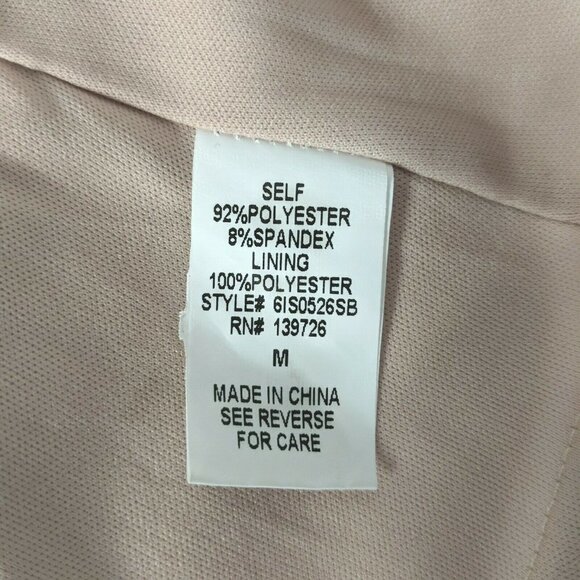 SELF
92%POLYESTER
8%SPANDEX
LINING
100%POLYESTER
STYLE# 6IS0526SB
RN# 139726
M
MADE IN CHINA
SEE REVERSE
FOR CARE